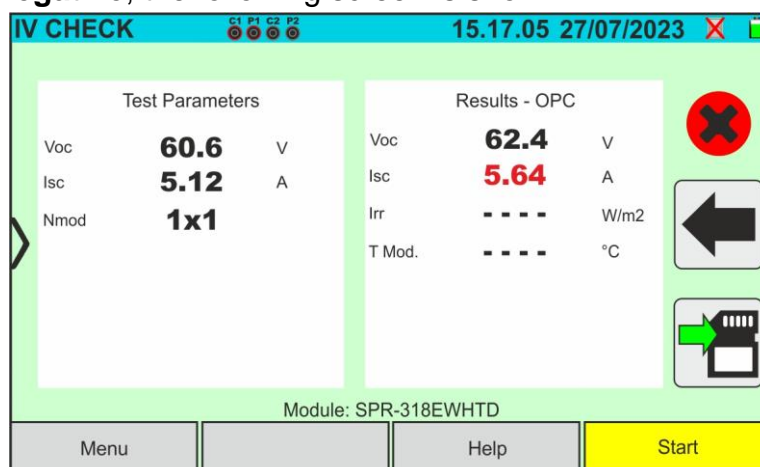 IV CHECK C1 P1 C2 P2 15.17.05 27/07/2023
Test Parameters
Voc 60.6 V
Isc 5.12 A
Nmod 1x1
Results - OPC
Voc 62.4 V
Isc 5.64 A
Irr - - - - W/m2
T Mod. - - - - °C
Module: SPR-318EWHTD
Menu Help Start